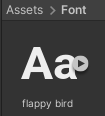 Assets > Font
Aa
flappy bird